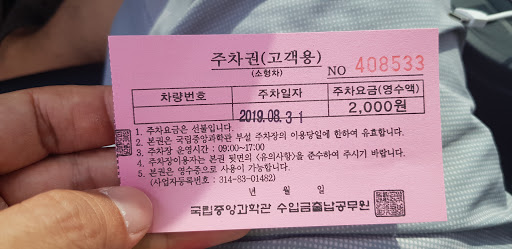 주차권(고객용)
(소형차)
NO 408533
차량번호 주차일자 주차요금(영수액)
2019.08.31 2,000원
1. 주차요금은 선불입니다.
2. 본권은 국립중앙과학관 부설 주차장의 이용당일에 한하여 유효합니다.
3. 주차장 운영시간 : 09:00~17:00
4. 주차장이용자는 본권 뒷면의 (유의사항)을 준수하여 주시기 바랍니다.
5. 본권은 영수증으로 사용이 가능합니다.
(사업자등록번호 : 314-83-01482)
년 월 일
국립중앙과학관 수입금출납공무원